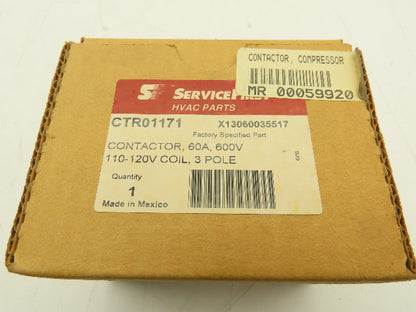 CONTACTOR, COMPRESSOR
MR 00059920
SERVICEFIRST
HVAC PARTS
CTR01171 X13060035517
Factory Specified Part
CONTACTOR, 60A, 600V
110-120V COIL, 3 POLE
Quantity
1
Made in Mexico